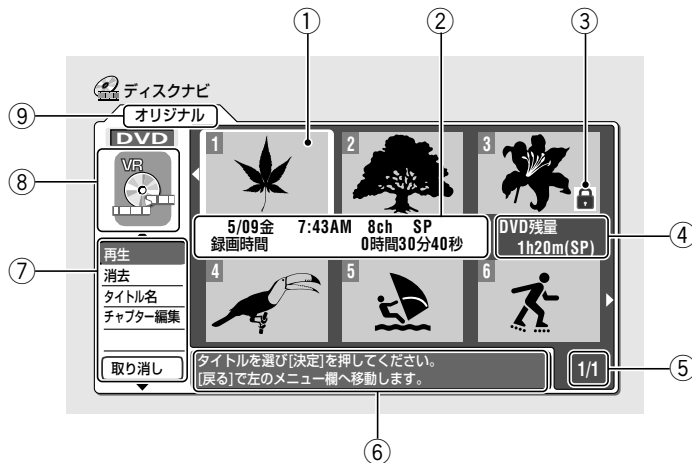 ① ② ③
ディスクナビ
⑨ オリジナル
DVD
1 2 3
⑧ VR
5/09金 7:43AM 8ch SP
録画時間 0時間30分40秒
DVD残量
1h20m(SP)
④
⑦ 再生
消去
タイトル名
チャプター編集
取り消し
4 5 6
タイトルを選び[決定]を押してください。
[戻る]で左のメニュー欄へ移動します。
1/1 ⑤
⑥